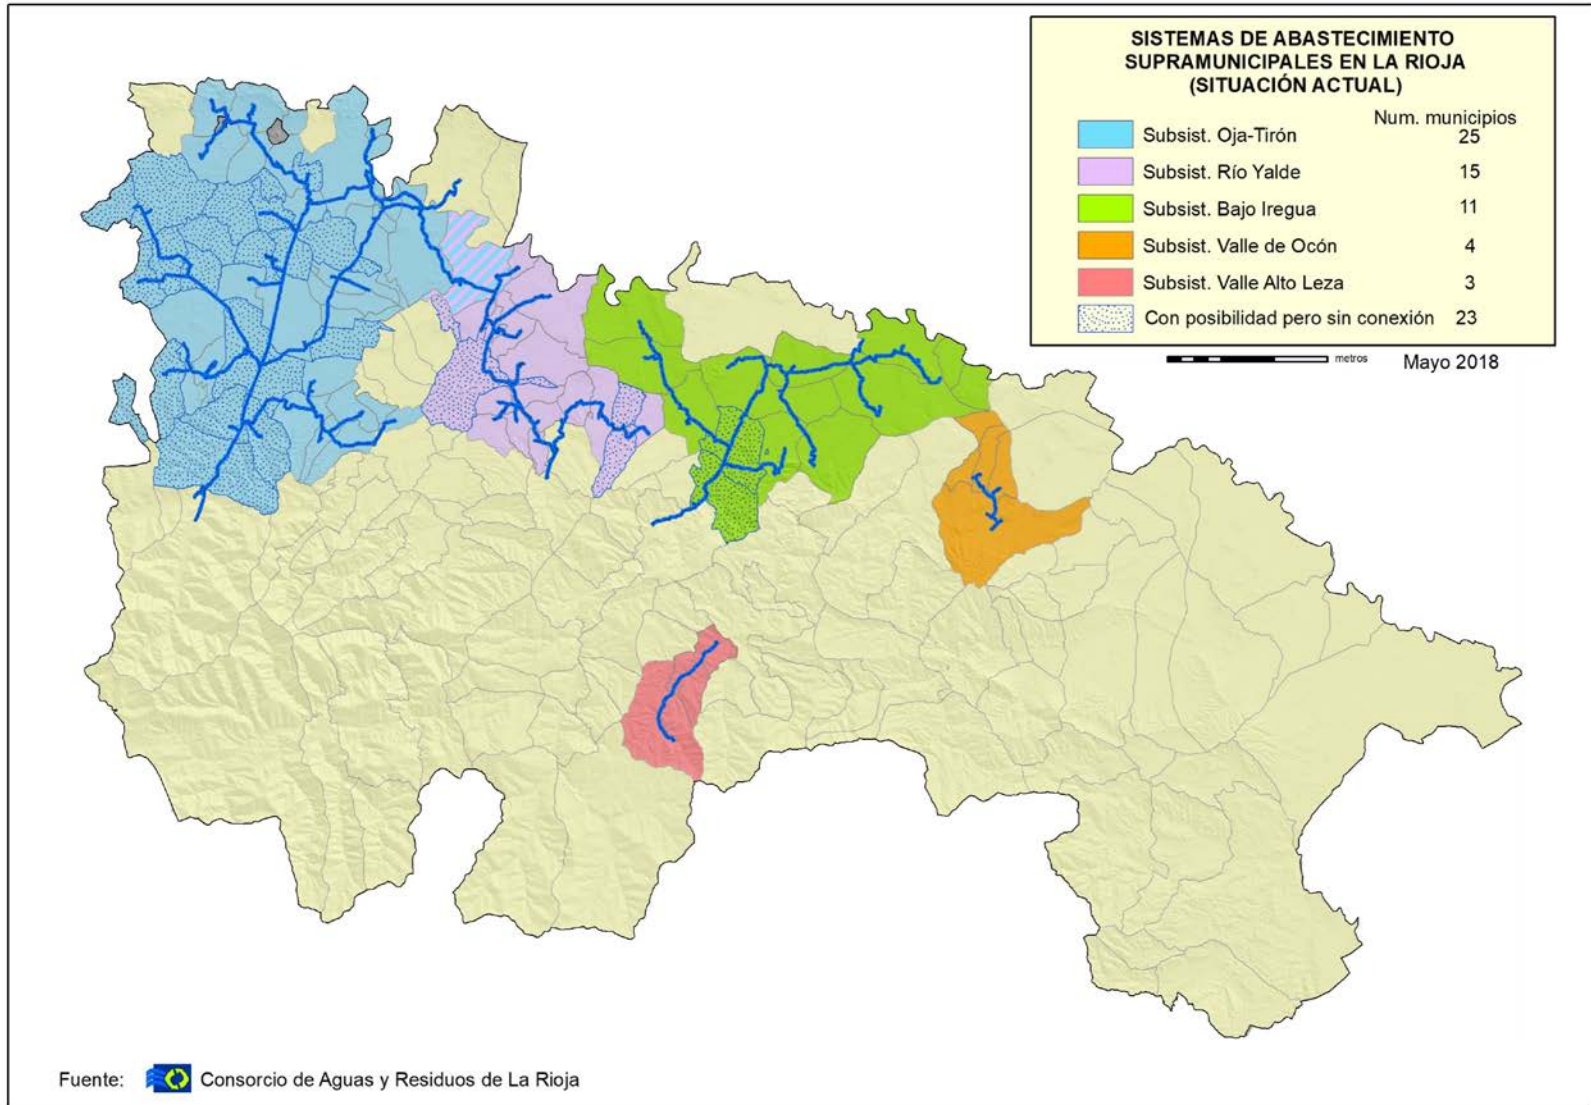 SISTEMAS DE ABASTECIMIENTO
SUPRAMUNICIPALES EN LA RIOJA
(SITUACIÓN ACTUAL)
Num. municipios
Subsist. Oja-Tirón 25
Subsist. Río Yalde 15
Subsist. Bajo Iregua 11
Subsist. Valle de Ocón 4
Subsist. Valle Alto Leza 3
Con posibilidad pero sin conexión 23
metros
Mayo 2018
Fuente: Consorcio de Aguas y Residuos de La Rioja